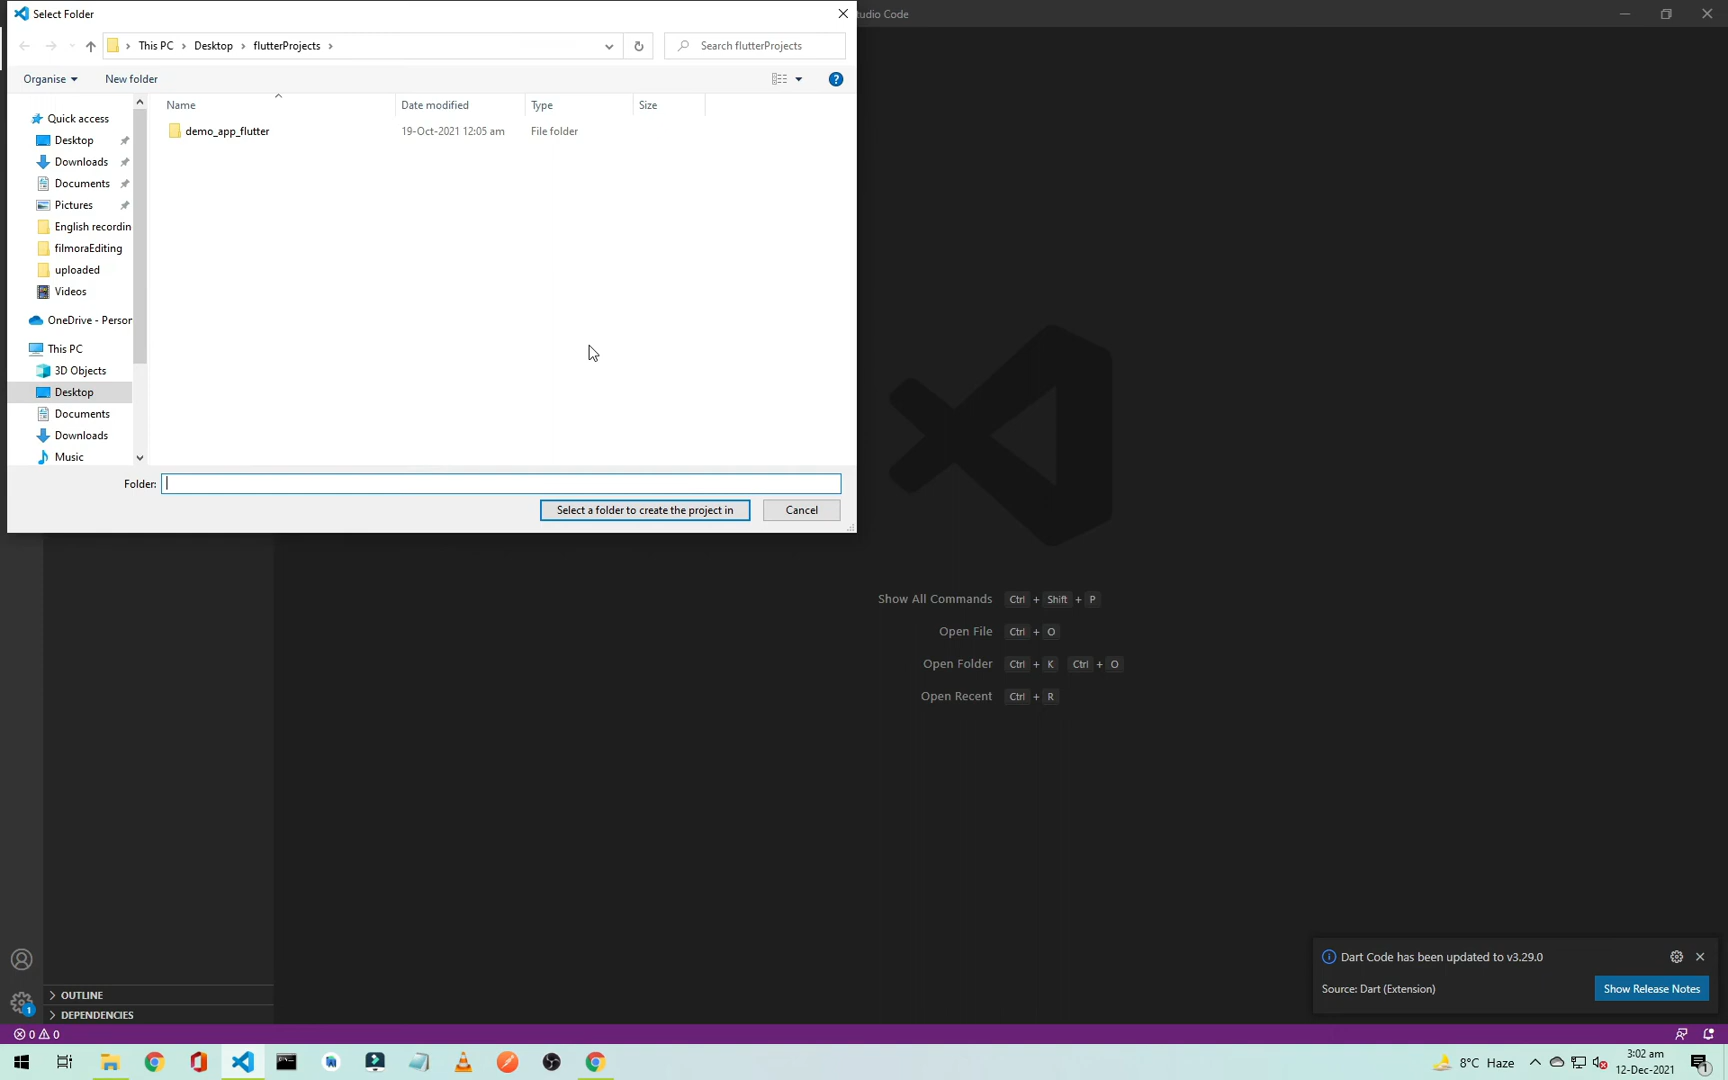 Select Folder
udio Code
This PC > Desktop > flutterProjects >
Search flutterProjects
Organise
New folder
?
Name Date modified Type Size
demo_app_flutter 19-Oct-2021 12:05 am File folder
Quick access
Desktop
Downloads
Documents
Pictures
English recordin
filmoraEditing
uploaded
Videos
OneDrive - Person
This PC
3D Objects
Desktop
Documents
Downloads
Music
Folder:
Select a folder to create the project in
Cancel
Show All Commands Ctrl + Shift + P
Open File Ctrl + O
Open Folder Ctrl + K Ctrl + O
Open Recent Ctrl + R
Dart Code has been updated to v3.29.0
Source: Dart (Extension)
Show Release Notes
1
OUTLINE
DEPENDENCIES
0 0
8°C Haze
3:02 am
12-Dec-2021
1